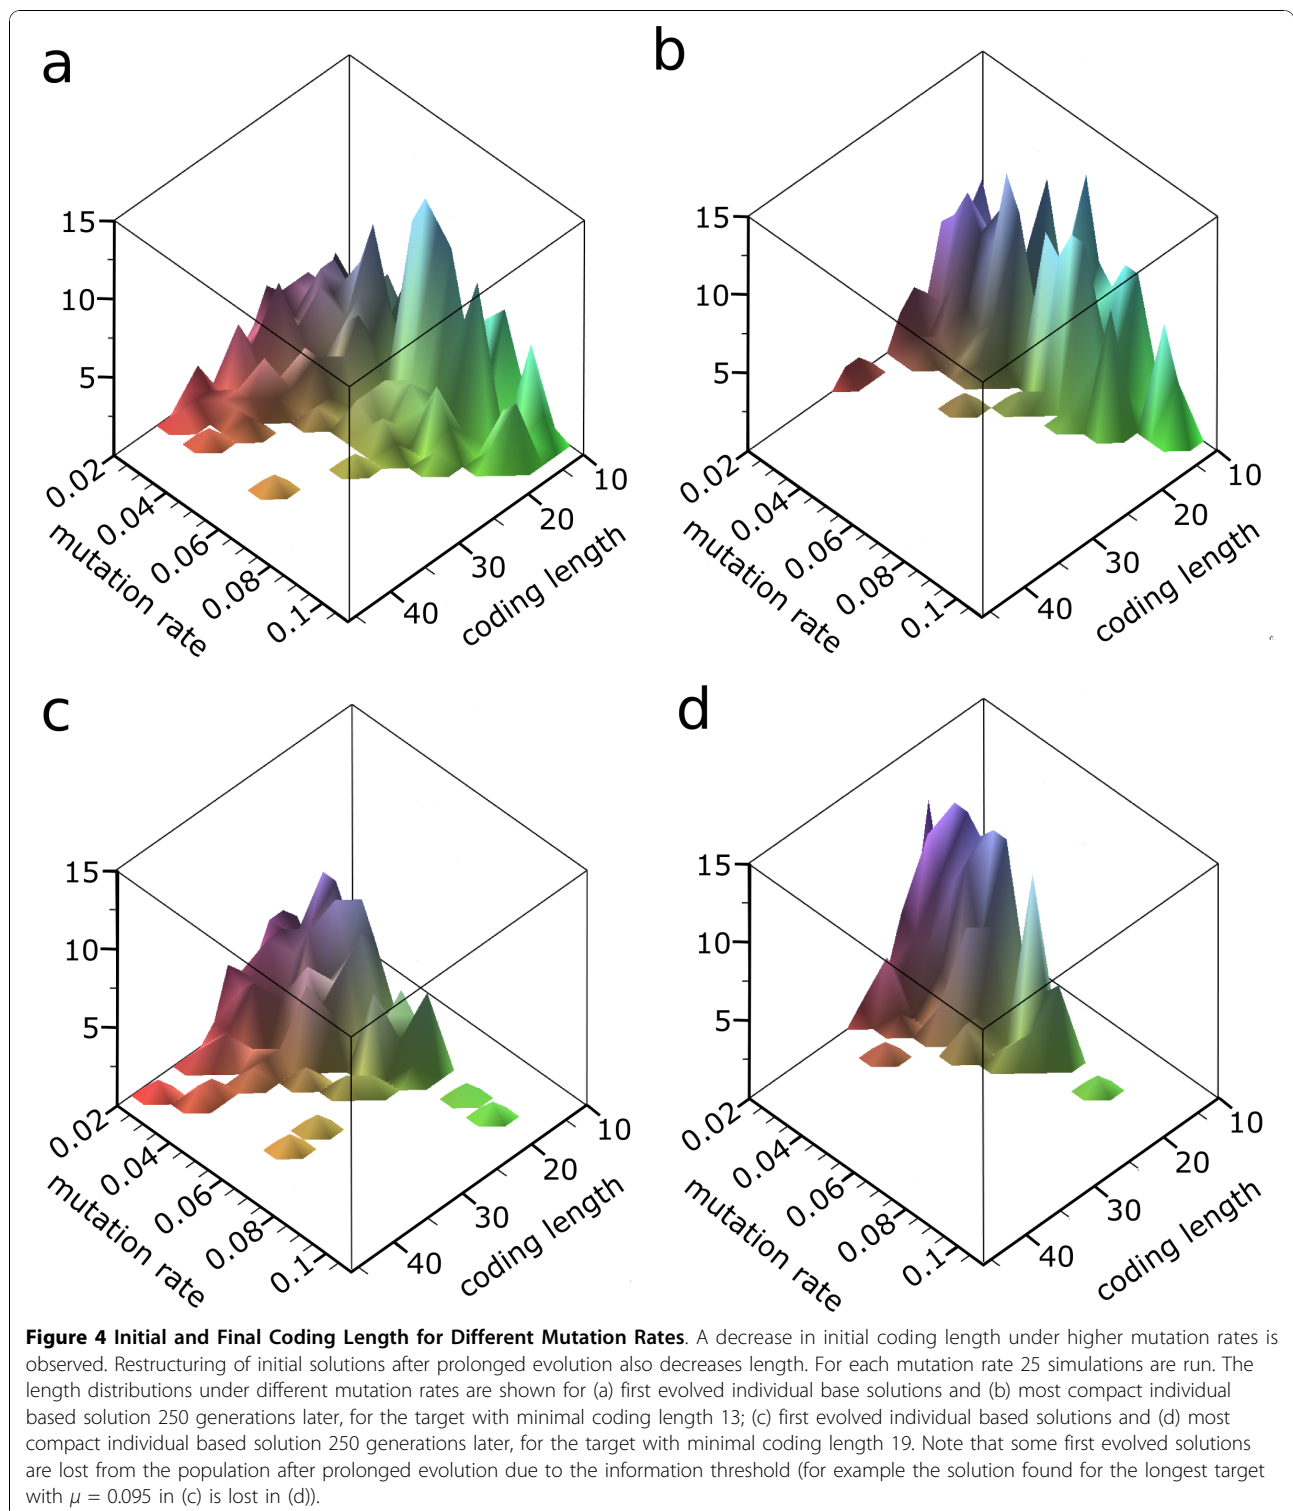 a
b
15
10
5
0.02
0.04
0.06
0.08
0.1
mutation rate
40
30
20
10
coding length
15
10
5
0.02
0.04
0.06
0.08
0.1
mutation rate
40
30
20
10
coding length
c
d
15
10
5
0.02
0.04
0.06
0.08
0.1
mutation rate
40
30
20
10
coding length
15
10
5
0.02
0.04
0.06
0.08
0.1
mutation rate
40
30
20
10
coding length
Figure 4 Initial and Final Coding Length for Different Mutation Rates. A decrease in initial coding length under higher mutation rates is
observed. Restructuring of initial solutions after prolonged evolution also decreases length. For each mutation rate 25 simulations are run. The
length distributions under different mutation rates are shown for (a) first evolved individual base solutions and (b) most compact individual
based solution 250 generations later, for the target with minimal coding length 13; (c) first evolved individual based solutions and (d) most
compact individual based solution 250 generations later, for the target with minimal coding length 19. Note that some first evolved solutions
are lost from the population after prolonged evolution due to the information threshold (for example the solution found for the longest target
with μ = 0.095 in (c) is lost in (d)).